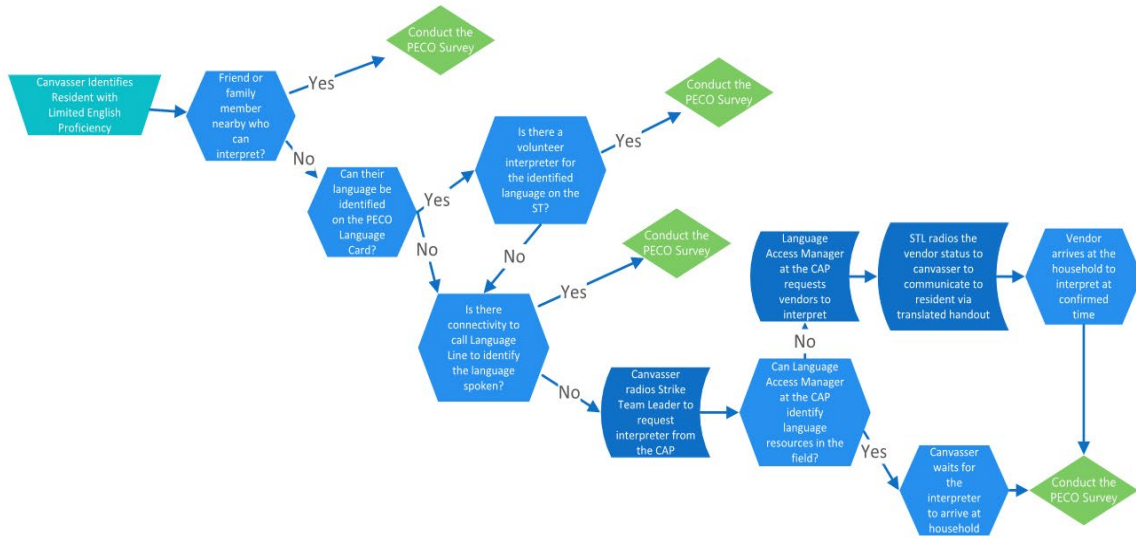 Canvasser Identifies
Resident with
Limited English
Proficiency
Friend or
family
member
nearby who
can
interpret?
Yes
Conduct the
PECO Survey
No
Can their
language be
identified
on the PECO
Language
Card?
Yes
Is there a
volunteer
interpreter for
the identified
language on the
ST?
Yes
Conduct the
PECO Survey
No
No
Is there
connectivity to
call Language
Line to identify
the language
spoken?
Yes
Conduct the
PECO Survey
No
Canvasser
radios Strike
Team Leader to
request
interpreter from
the CAP
Can Language
Access Manager
at the CAP
identify
language
resources in the
field?
No
Language
Access Manager
at the CAP
requests
vendors to
interpret
STL radios the
vendor status to
canvasser to
communicate to
resident via
translated handout
Vendor
arrives at the
household to
interpret at
confirmed
time
Yes
Canvasser
waits for
the
interpreter
to arrive at
household
Conduct the
PECO Survey